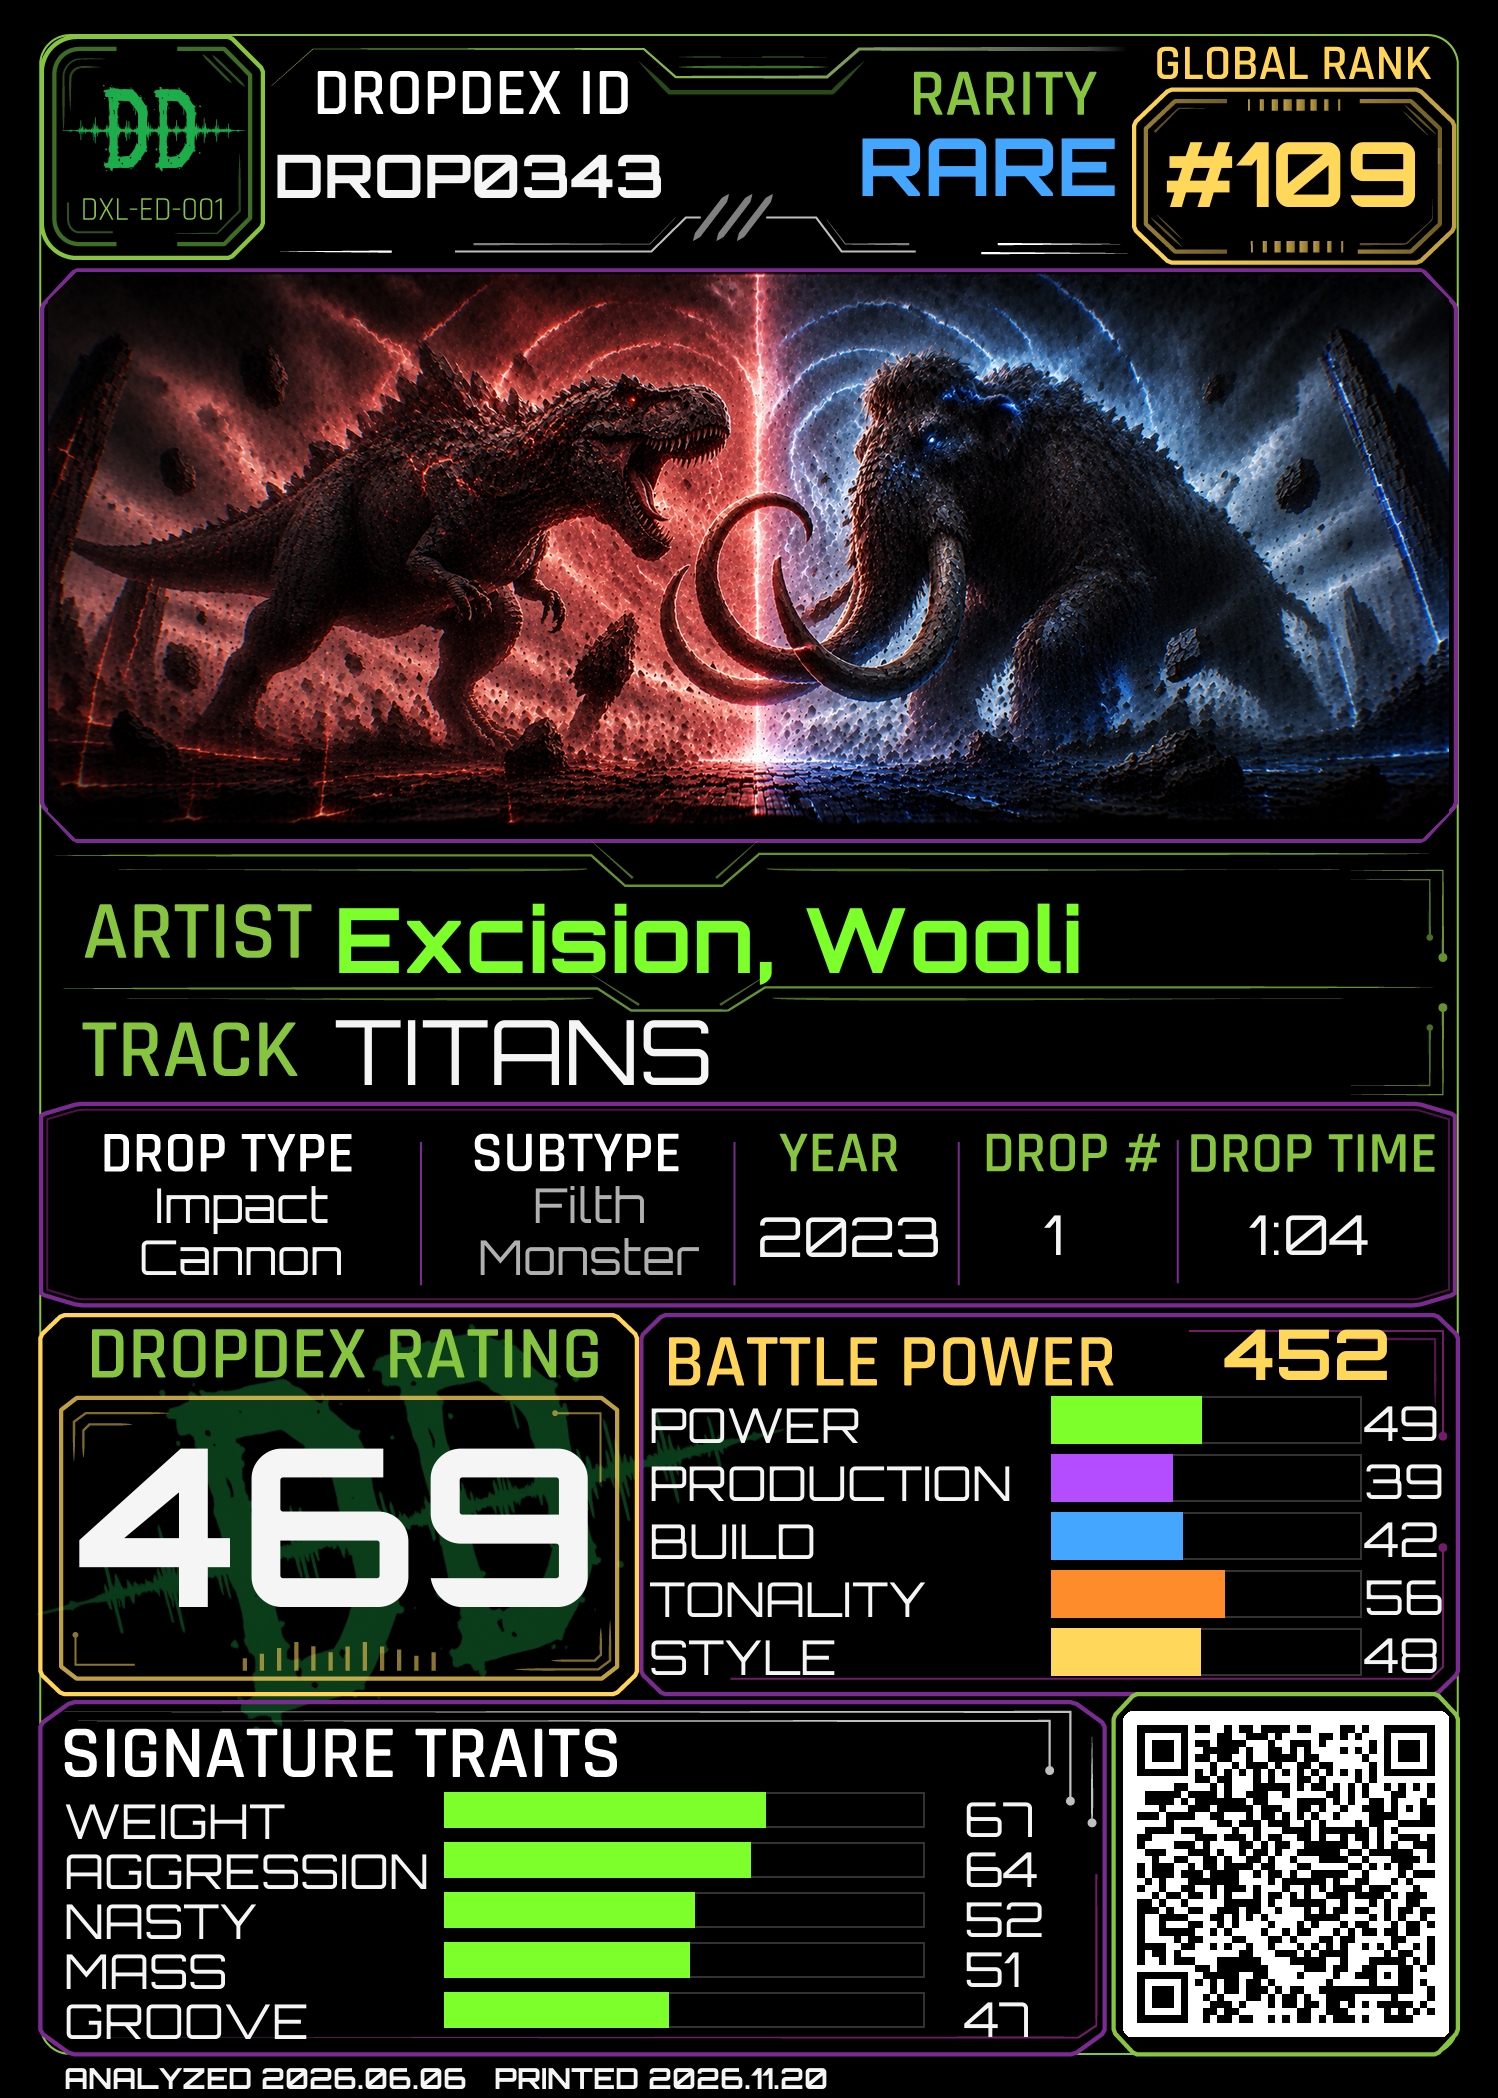 DD
DXL-ED-001
DROPDEX ID
DROP0343
RARITY
RARE
GLOBAL RANK
#109
ARTIST Excision, Wooli
TRACK TITANS
DROP TYPE
Impact
Cannon
SUBTYPE
Filth
Monster
YEAR
2023
DROP #
1
DROP TIME
1:04
DROPDEX RATING
469
BATTLE POWER 452
POWER 49
PRODUCTION 39
BUILD 42
TONALITY 56
STYLE 48
SIGNATURE TRAITS
WEIGHT 67
AGGRESSION 64
NASTY 52
MASS 51
GROOVE 47
ANALYZED 2026.06.06 PRINTED 2026.11.20